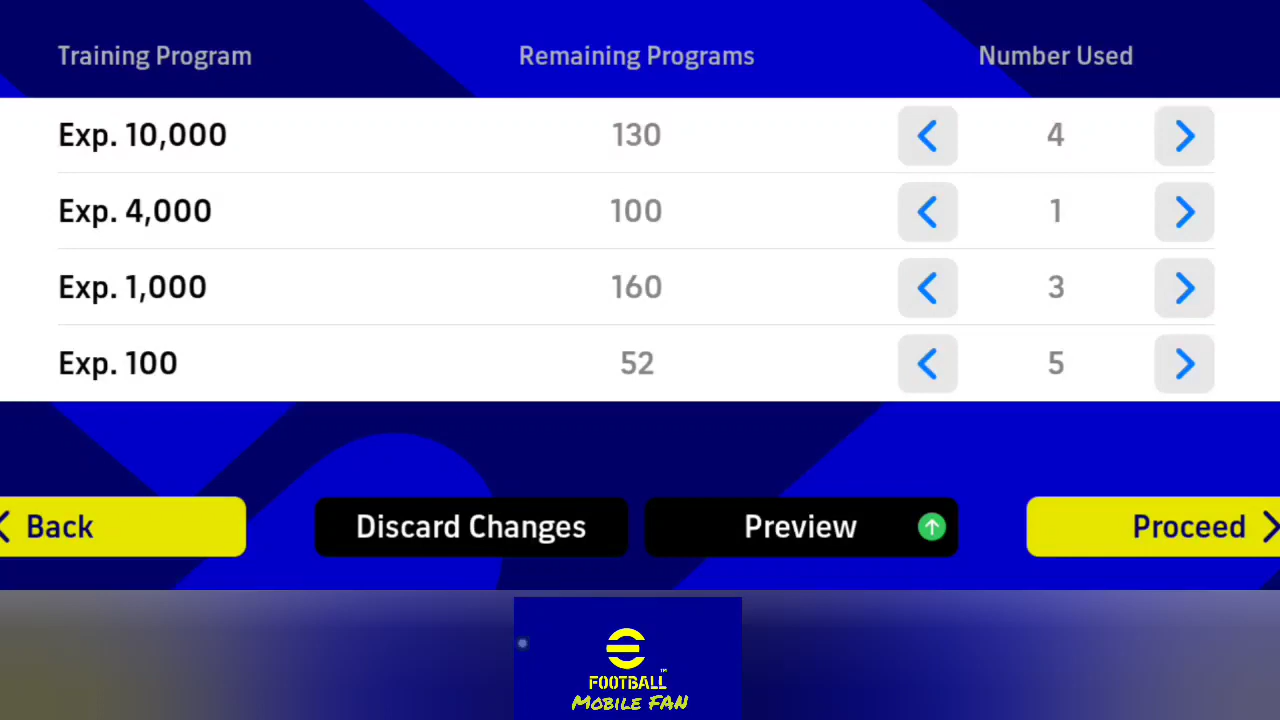 Training Program Remaining Programs Number Used
Exp. 10,000 130 4
Exp. 4,000 100 1
Exp. 1,000 160 3
Exp. 100 52 5
Back Discard Changes Preview Proceed
FOOTBALL™
MOBILE FAN